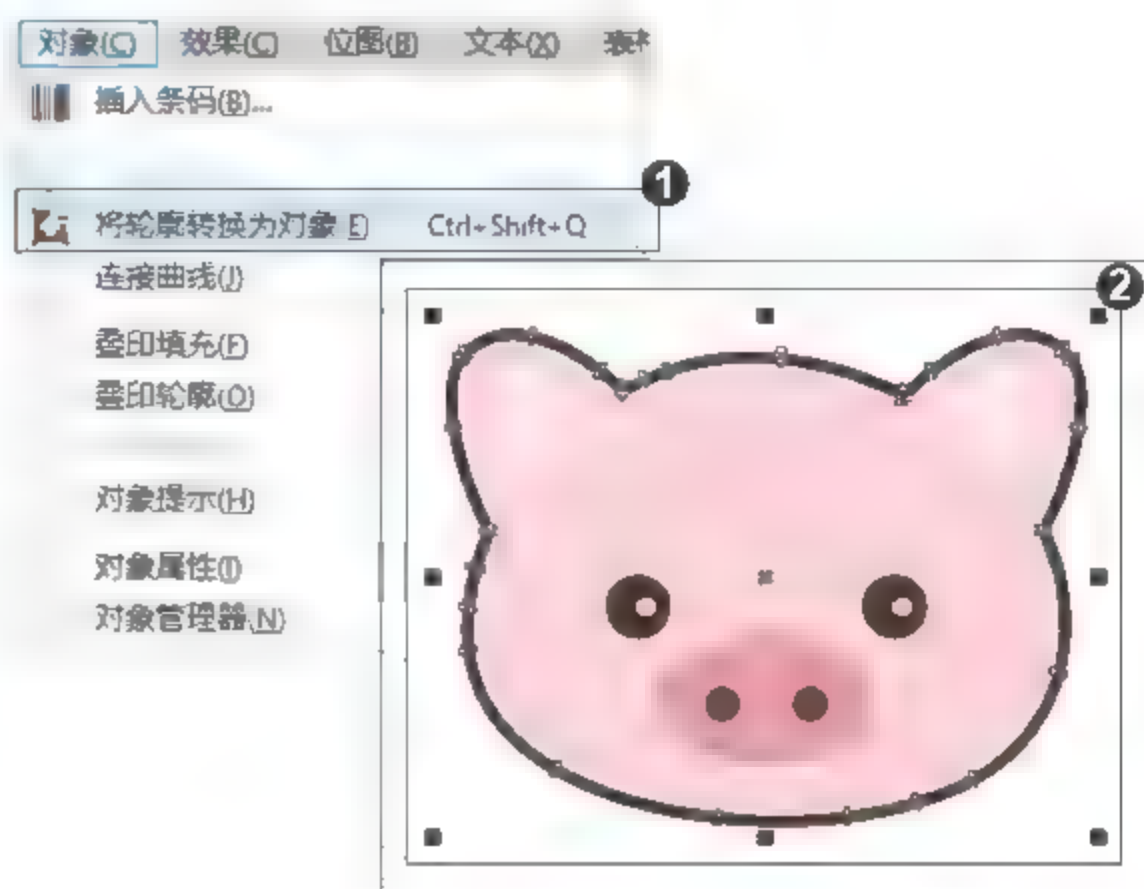 对象(C) 效果(C) 位图(B) 文本(X)
插入条码(B)...
1
将轮廓转换为对象 E) Ctrl+Shift+Q
连接曲线(J)
2
叠印填充(F)
叠印轮廓(O)
对象提示(H)
对象属性(I)
对象管理器(N)